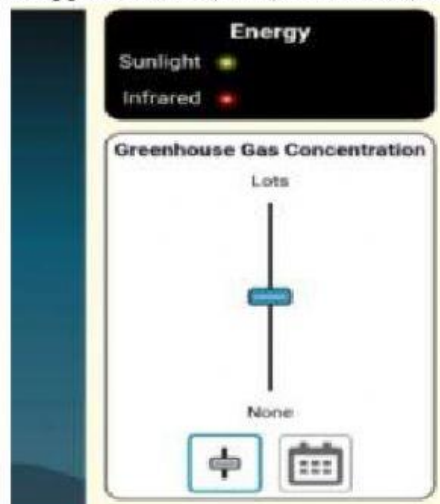 Energy
Sunlight
Infrared
Greenhouse Gas Concentration
Lots
None